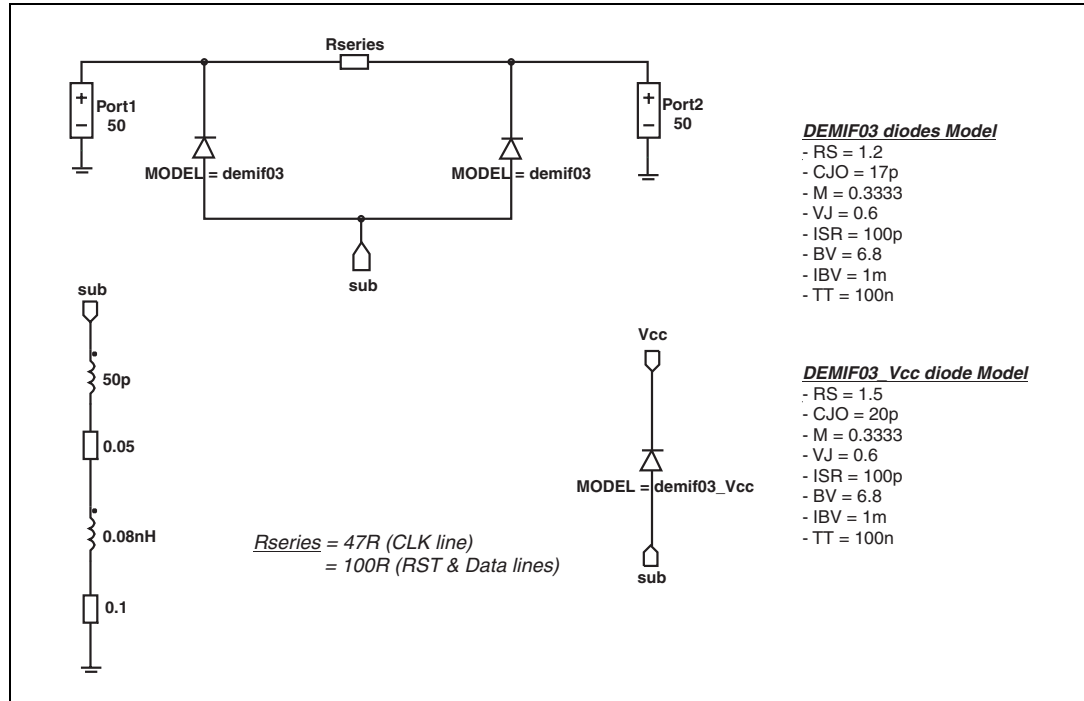 Rseries
Port1
50
+
−
MODEL = demif03
MODEL = demif03
Port2
50
+
−
sub
sub
50p
0.05
0.08nH
0.1
Rseries = 47R (CLK line)
= 100R (RST & Data lines)
Vcc
MODEL = demif03_Vcc
sub
DEMIF03 diodes Model
- RS = 1.2
- CJO = 17p
- M = 0.3333
- VJ = 0.6
- ISR = 100p
- BV = 6.8
- IBV = 1m
- TT = 100n
DEMIF03_Vcc diode Model
- RS = 1.5
- CJO = 20p
- M = 0.3333
- VJ = 0.6
- ISR = 100p
- BV = 6.8
- IBV = 1m
- TT = 100n